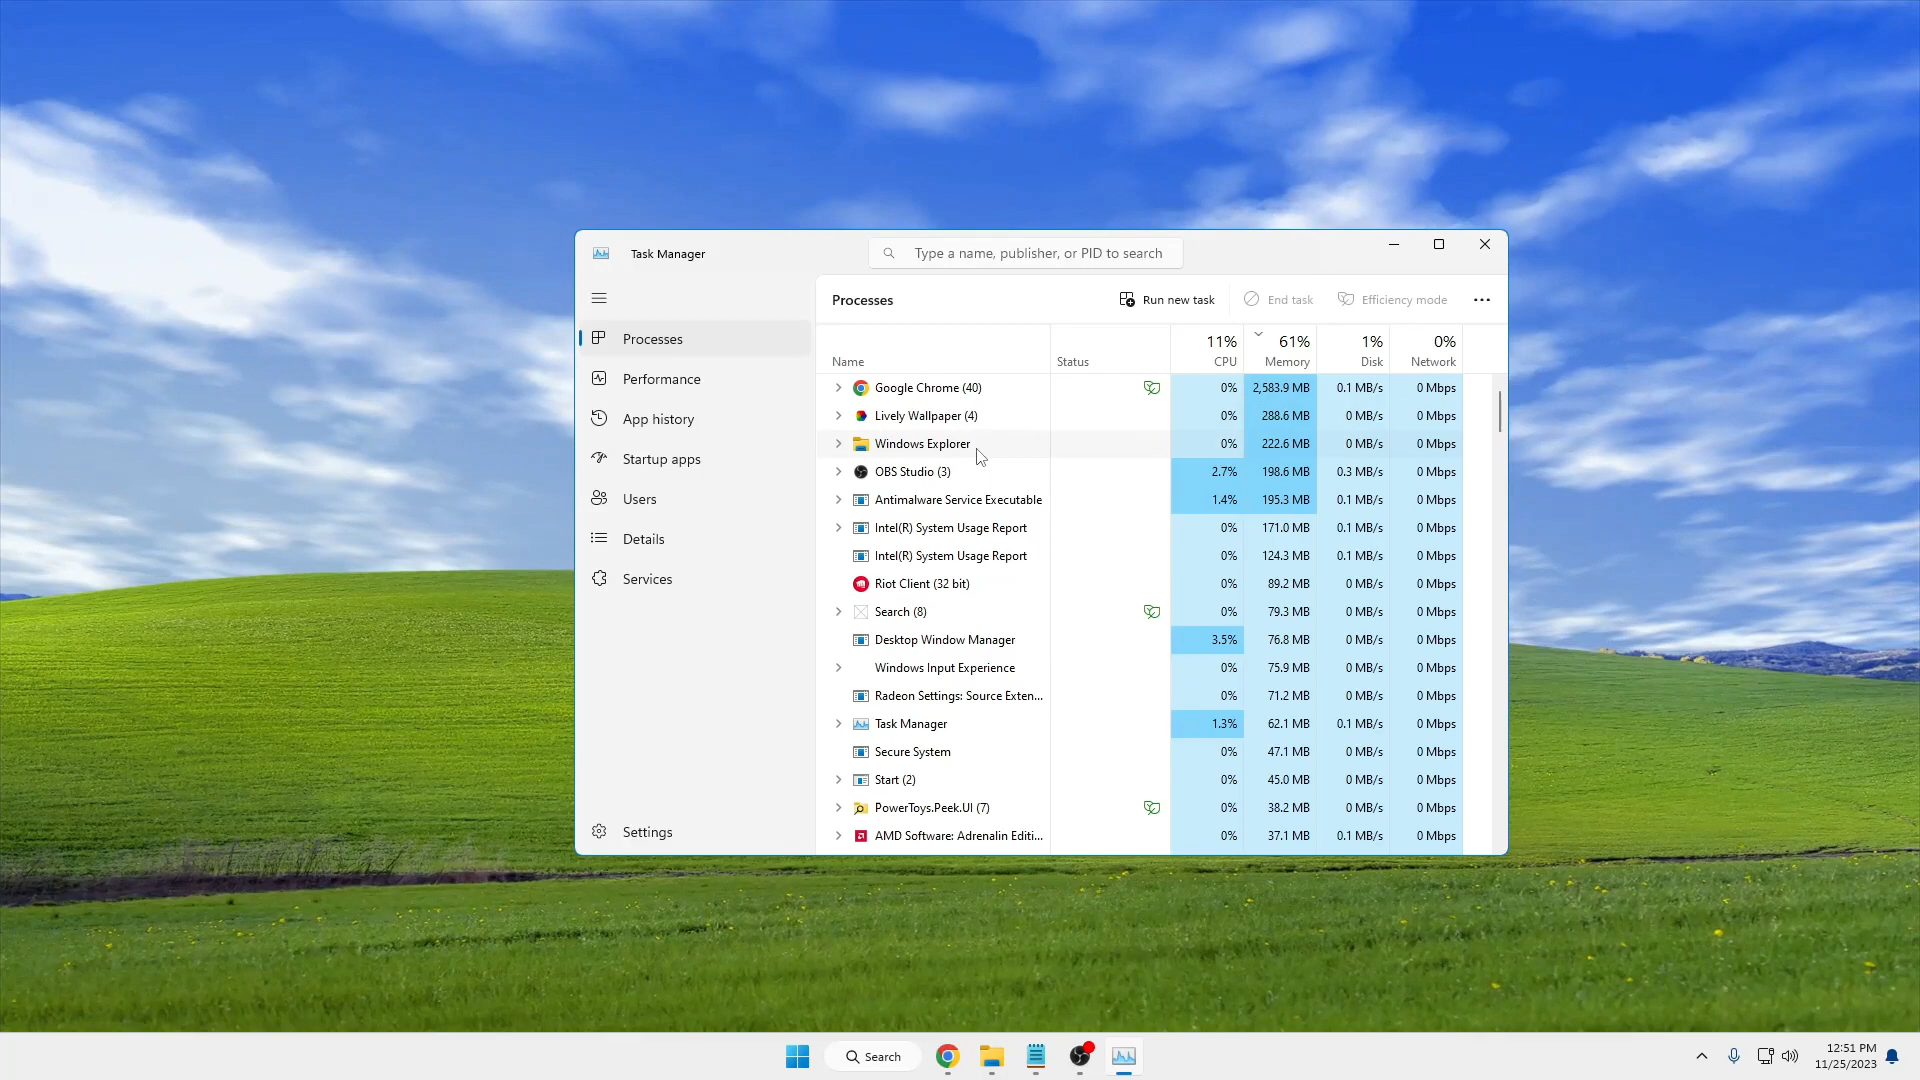 Task Manager
Type a name, publisher, or PID to search
Processes
Performance
App history
Startup apps
Users
Details
Services
Settings
Processes
Run new task
End task
Efficiency mode
11% 61% 1% 0%
Name Status CPU Memory Disk Network
Google Chrome (40) 0% 2,583.9 MB 0.1 MB/s 0 Mbps
Lively Wallpaper (4) 0% 288.6 MB 0 MB/s 0 Mbps
Windows Explorer 0% 222.6 MB 0 MB/s 0 Mbps
OBS Studio (3) 2.7% 198.6 MB 0.3 MB/s 0 Mbps
Antimalware Service Executable 1.4% 195.3 MB 0.1 MB/s 0 Mbps
Intel(R) System Usage Report 0% 171.0 MB 0.1 MB/s 0 Mbps
Intel(R) System Usage Report 0% 124.3 MB 0.1 MB/s 0 Mbps
Riot Client (32 bit) 0% 89.2 MB 0 MB/s 0 Mbps
Search (8) 0% 79.3 MB 0 MB/s 0 Mbps
Desktop Window Manager 3.5% 76.8 MB 0 MB/s 0 Mbps
Windows Input Experience 0% 75.9 MB 0 MB/s 0 Mbps
Radeon Settings: Source Exten... 0% 71.2 MB 0 MB/s 0 Mbps
Task Manager 1.3% 62.1 MB 0.1 MB/s 0 Mbps
Secure System 0% 47.1 MB 0 MB/s 0 Mbps
Start (2) 0% 45.0 MB 0 MB/s 0 Mbps
PowerToys.Peek.UI (7) 0% 38.2 MB 0 MB/s 0 Mbps
AMD Software: Adrenalin Editi... 0% 37.1 MB 0.1 MB/s 0 Mbps
Search
12:51 PM
11/25/2023